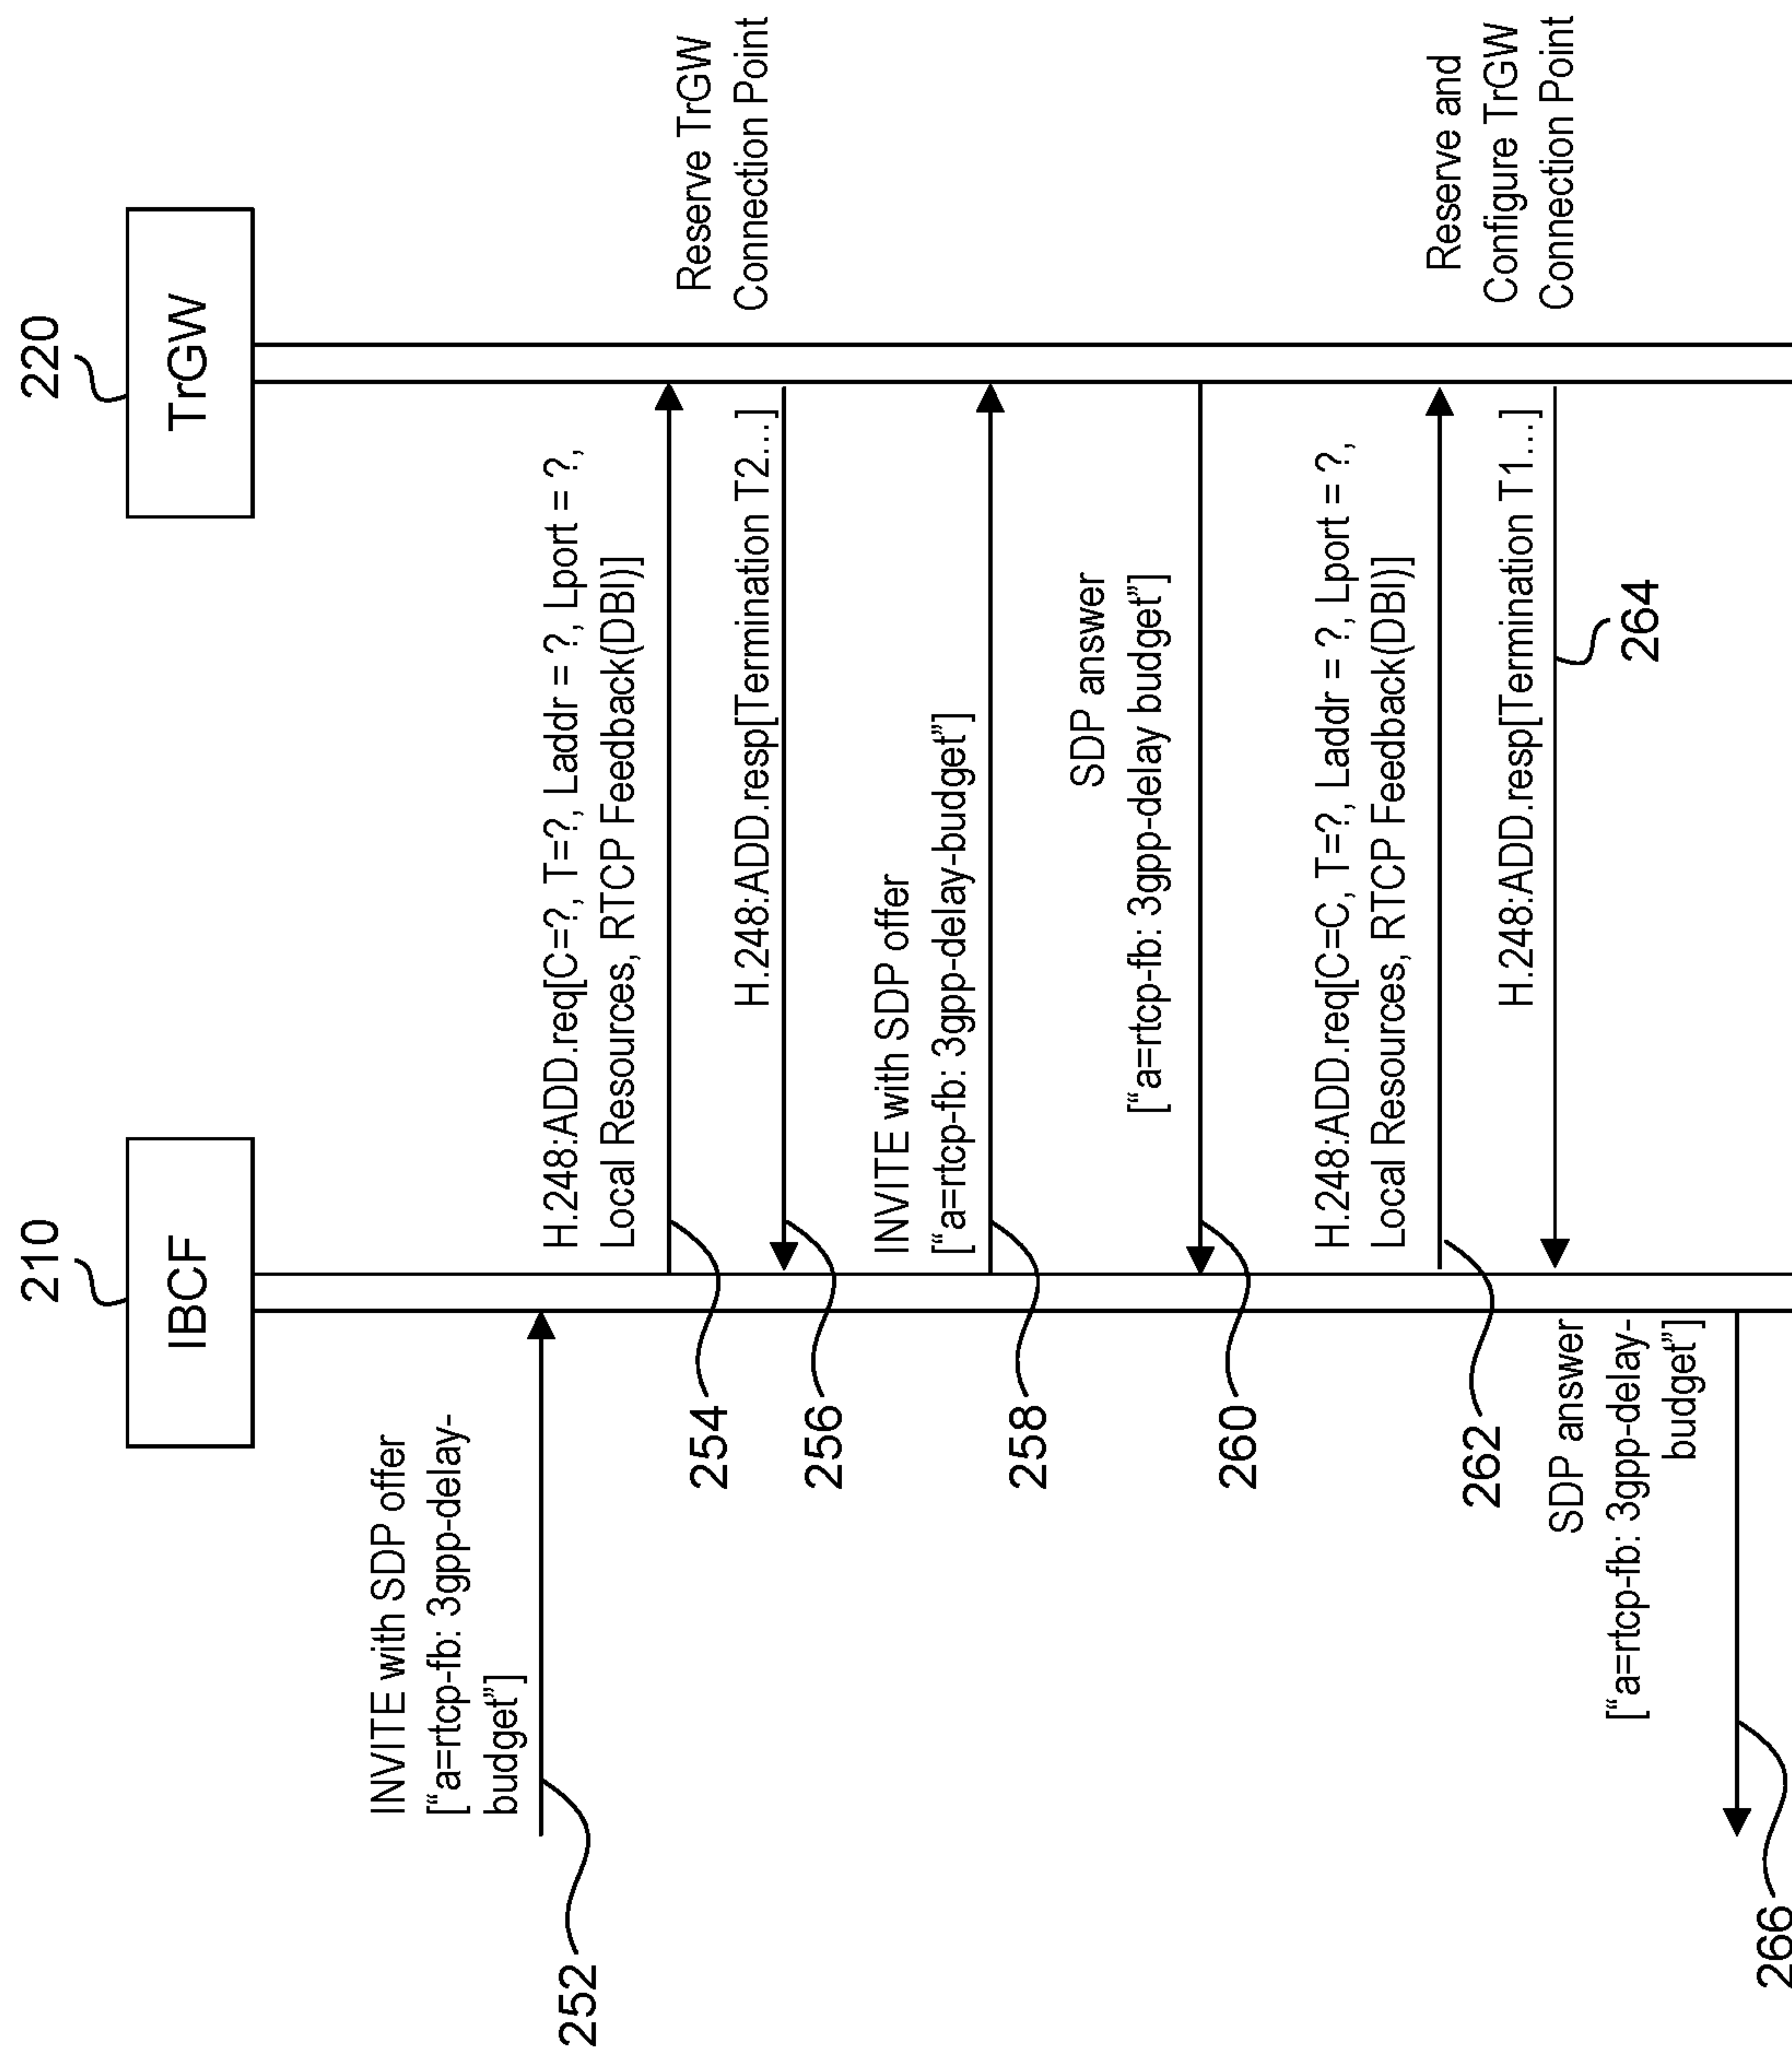 210
IBCF
220
TrGW
INVITE with SDP offer
[“a=rtcp-fb: 3gpp-delay-
budget”]
252
H.248:ADD.req[C=?, T=?, Laddr = ?, Lport = ?,
Local Resources, RTCP Feedback(DBI)]
254
Reserve TrGW
Connection Point
H.248:ADD.resp[Termination T2...]
256
INVITE with SDP offer
[“a=rtcp-fb: 3gpp-delay-budget”]
258
SDP answer
[“a=rtcp-fb: 3gpp-delay budget”]
260
H.248:ADD.req[C=C, T=?, Laddr = ?, Lport = ?,
Local Resources, RTCP Feedback(DBI)]
262
Reserve and
Configure TrGW
Connection Point
H.248:ADD.resp[Termination T1...]
264
SDP answer
[“a=rtcp-fb: 3gpp-delay-
budget”]
266